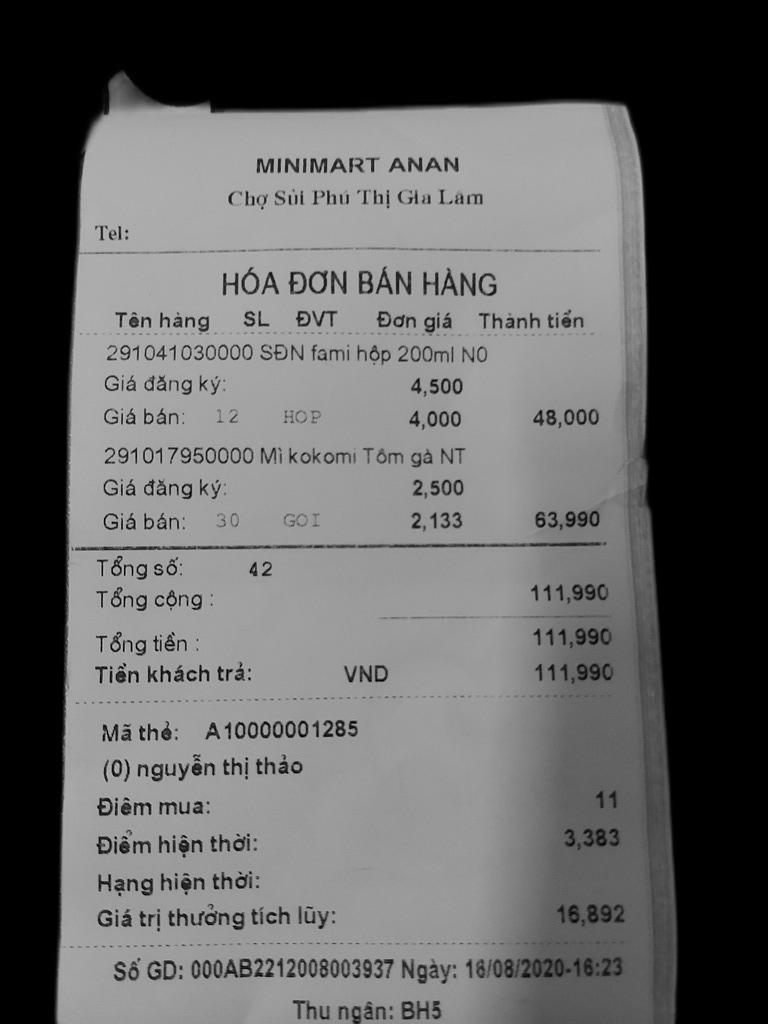 MINIMART ANAN
Chợ Sủi Phú Thị Gia Lâm
Tel:
HÓA ĐƠN BÁN HÀNG
Tên hàng SL ĐVT Đơn giá Thành tiền
291041030000 SĐN fami hộp 200ml N0
Giá đăng ký: 4,500
Giá bán: 12 HOP 4,000 48,000
291017950000 Mì kokomi Tôm gà NT
Giá đăng ký: 2,500
Giá bán: 30 GOI 2,133 63,990
Tổng số: 42
Tổng cộng : 111,990
Tổng tiền : 111,990
Tiền khách trả: VND 111,990
Mã thẻ: A10000001285
(0) nguyễn thị thảo
Điểm mua: 11
Điểm hiện thời: 3,383
Hạng hiện thời:
Giá trị thưởng tích lũy: 16,892
Số GD: 000AB2212008003937 Ngày: 16/08/2020-16:23
Thu ngân: BH5